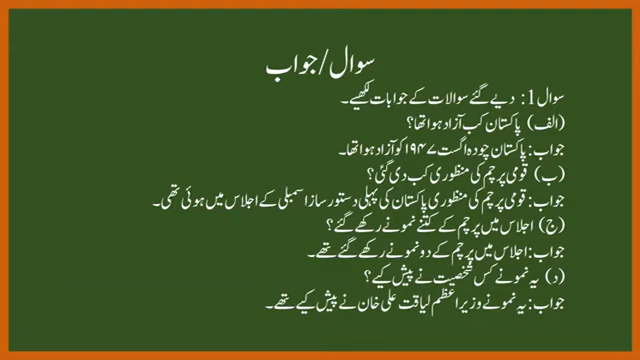 سوال/جواب
سوال1: دیے گئے سوالات کے جوابات لکھیے۔
(الف) پاکستان کب آزاد ہوا تھا؟
جواب: پاکستان چودہ اگست ۱۹۴۷ کو آزاد ہوا تھا۔
(ب) قومی پرچم کی منظوری کب دی گئی؟
جواب: قومی پرچم کی منظوری پاکستان کی پہلی دستور ساز اسمبلی کے اجلاس میں ہوئی تھی۔
(ج) اجلاس میں پرچم کے کتنے نمونے رکھے گئے؟
جواب: اجلاس میں پرچم کے دو نمونے رکھے گئے تھے۔
(د) یہ نمونے کس شخصیت نے پیش کیے؟
جواب: یہ نمونے وزیر اعظم لیاقت علی خان نے پیش کیے تھے۔